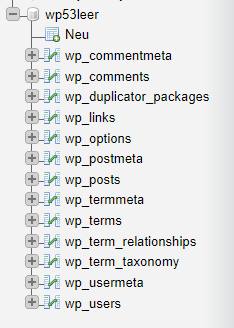 wp53leer
Neu
wp_commentmeta
wp_comments
wp_duplicator_packages
wp_links
wp_options
wp_postmeta
wp_posts
wp_termmeta
wp_terms
wp_term_relationships
wp_term_taxonomy
wp_usermeta
wp_users